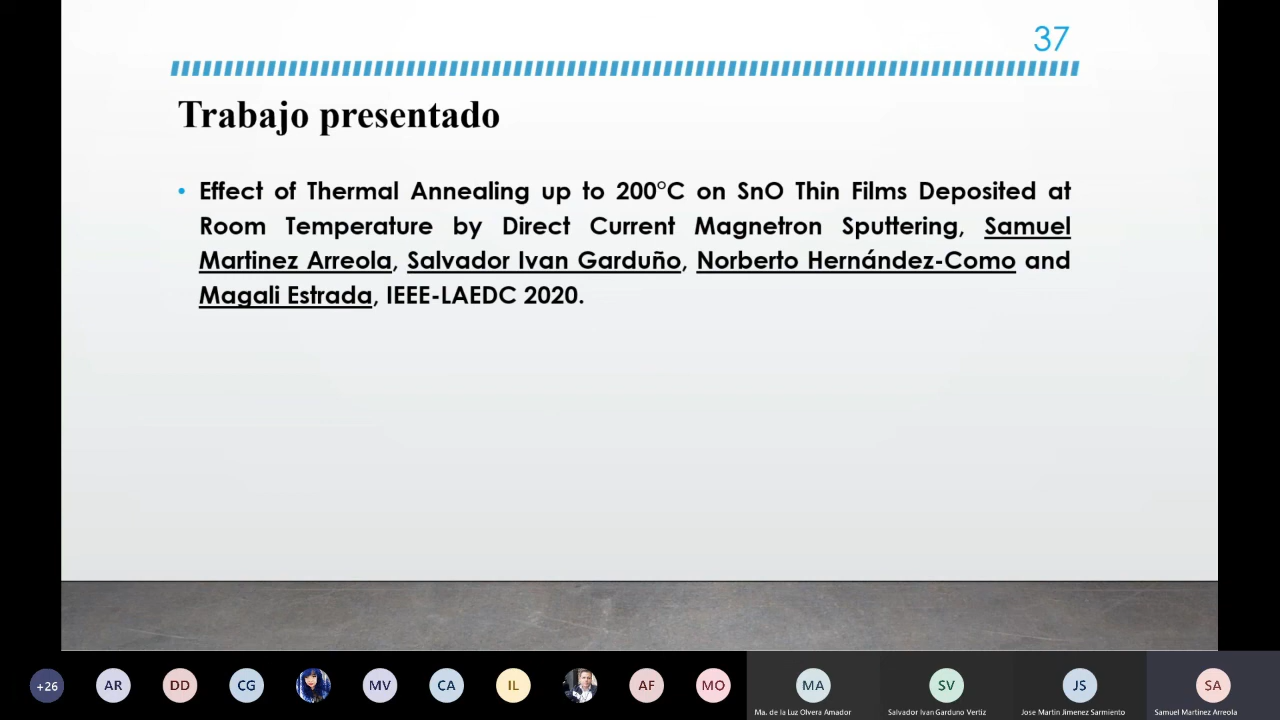 37
Trabajo presentado
• Effect of Thermal Annealing up to 200°C on SnO Thin Films Deposited at
Room Temperature by Direct Current Magnetron Sputtering, Samuel
Martinez Arreola, Salvador Ivan Garduño, Norberto Hernández-Como and
Magali Estrada, IEEE-LAEDC 2020.
+26 AR DD CG MV CA IL AF MO MA SV JS SA
Ma. de la Luz Olvera Amador Salvador Ivan Garduno Vertiz Jose Martin Jimenez Sarmiento Samuel Martinez Arreola